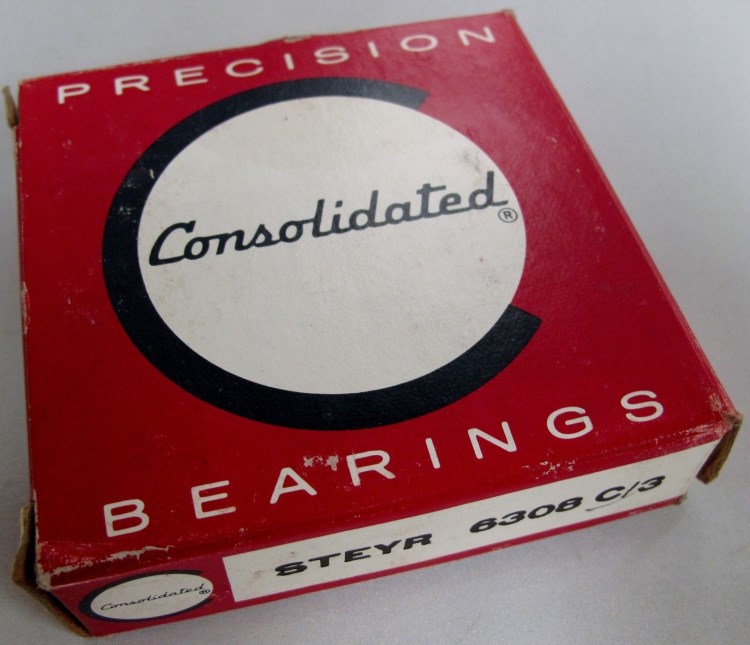 PRECISION
Consolidated®
BEARINGS
STEYR 6308 C/3
Consolidated®